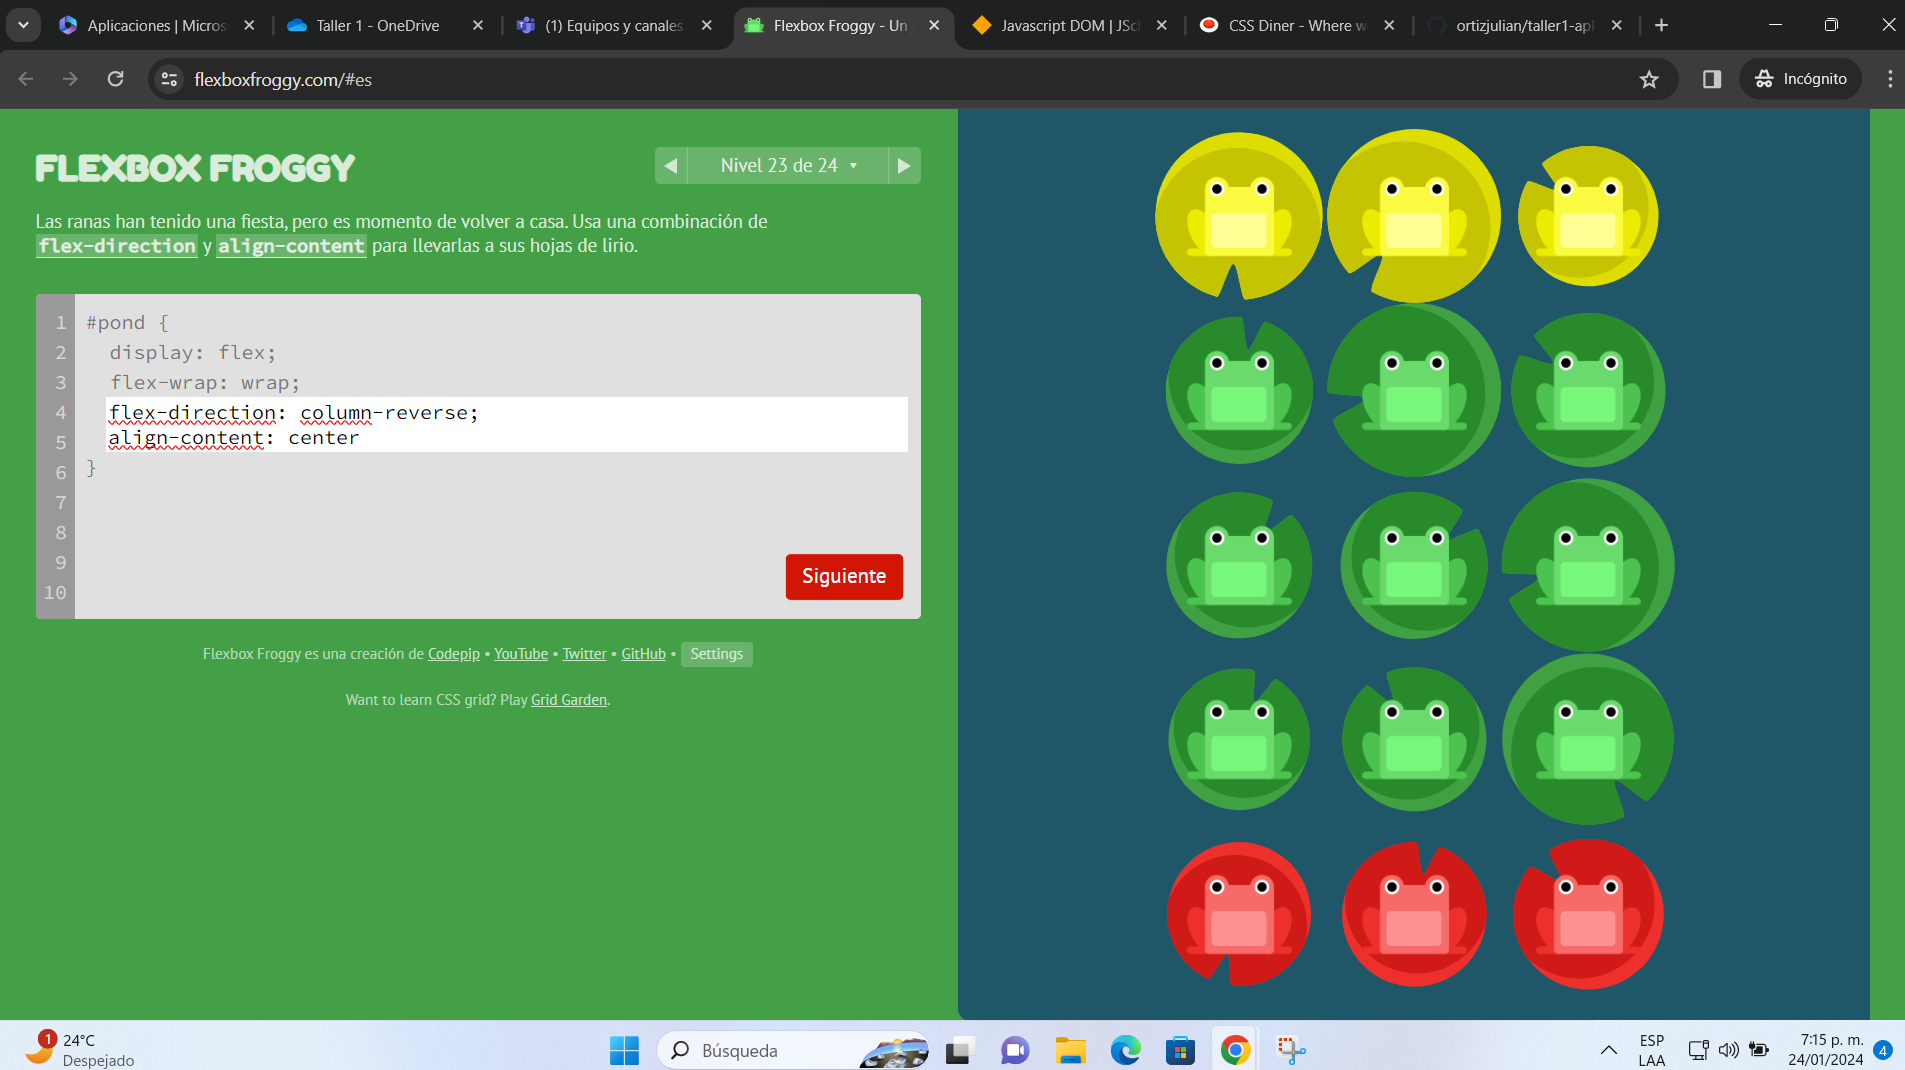 Aplicaciones | Micros
Taller 1 - OneDrive
(1) Equipos y canales
Flexbox Froggy - Un
Javascript DOM | JSc
CSS Diner - Where w
ortizjulian/taller1-apl
flexboxfroggy.com/#es
Incógnito
FLEXBOX FROGGY
Nivel 23 de 24
Las ranas han tenido una fiesta, pero es momento de volver a casa. Usa una combinación de
flex-direction y align-content para llevarlas a sus hojas de lirio.
1 #pond {
2 display: flex;
3 flex-wrap: wrap;
4 flex-direction: column-reverse;
5 align-content: center
6 }
7
8
9
10
Siguiente
Flexbox Froggy es una creación de Codepip • YouTube • Twitter • GitHub • Settings
Want to learn CSS grid? Play Grid Garden.
1
24°C
Despejado
Búsqueda
ESP
LAA
7:15 p. m.
24/01/2024
4